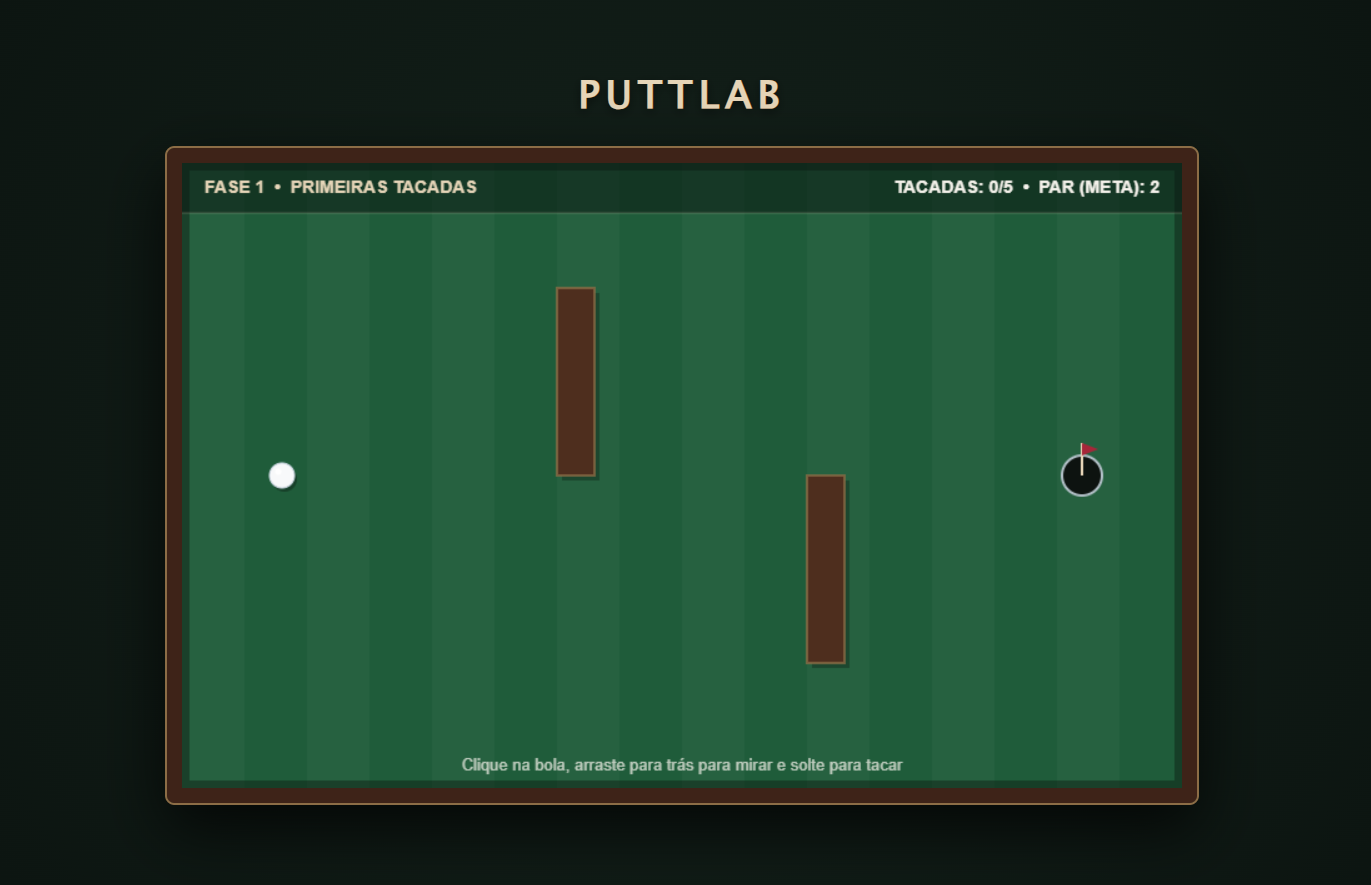 PUTTLAB
FASE 1 • PRIMEIRAS TACADAS
TACADAS: 0/5 • PAR (META): 2
Clique na bola, arraste para trás para mirar e solte para tacar